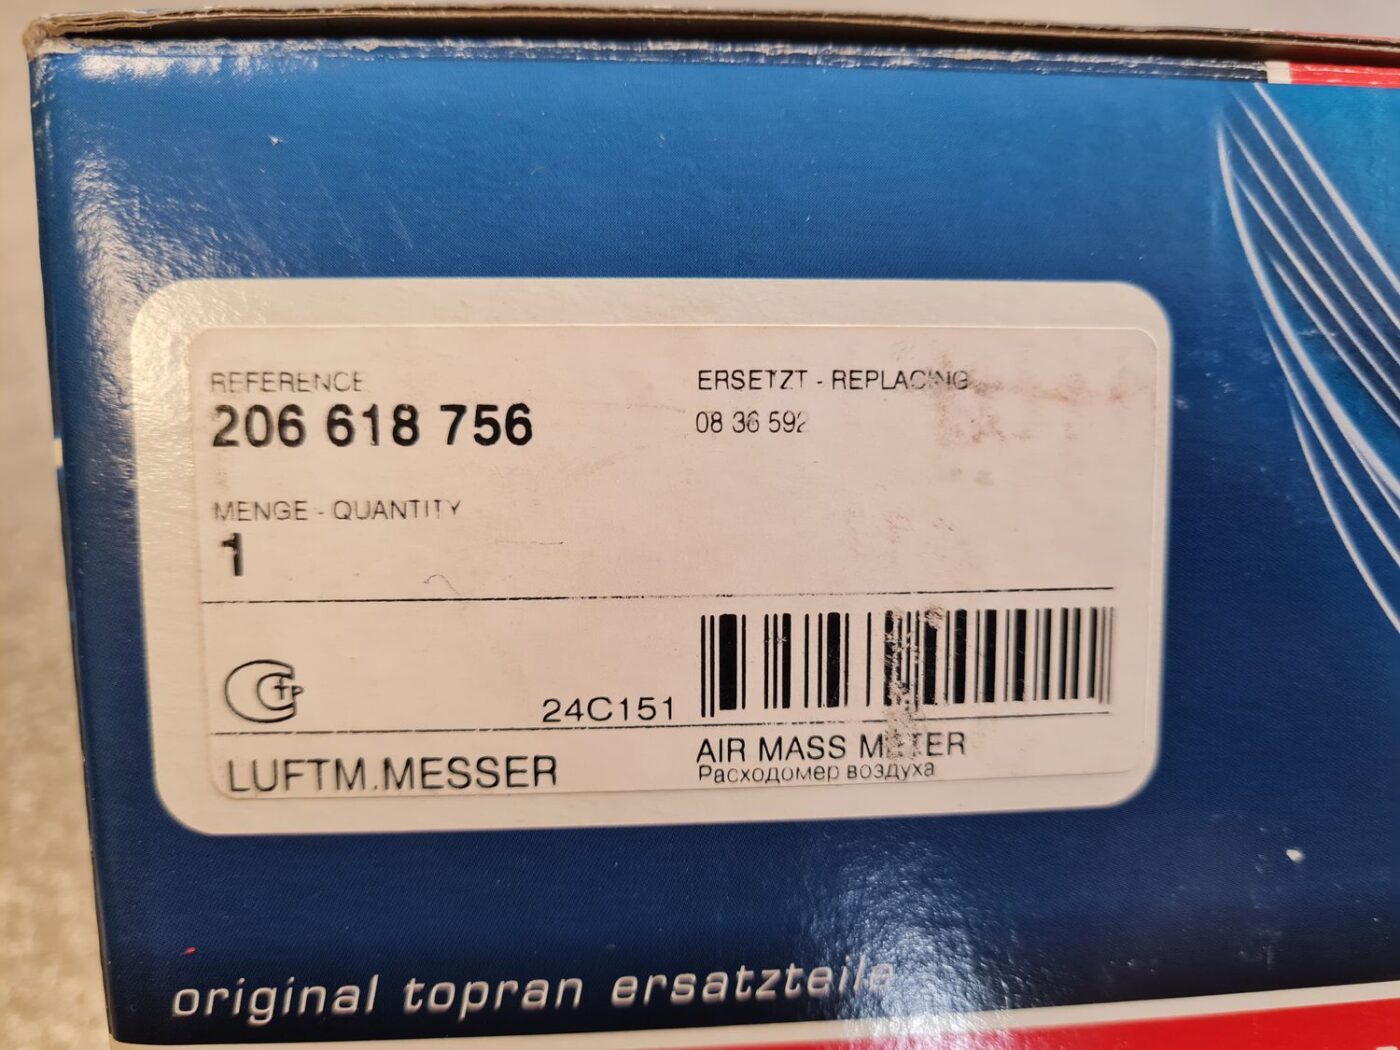 REFERENCE
206 618 756
ERSETZT - REPLACING
08 36 592
MENGE - QUANTITY
1
24C151
LUFTM.MESSER
AIR MASS METER
Расходомер воздуха
original topran ersatzteile